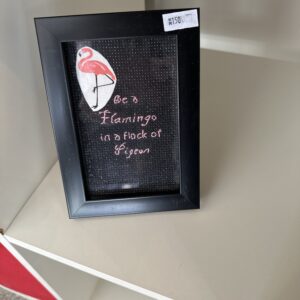 Be a
Flamingo
in a flock of
Pigeon